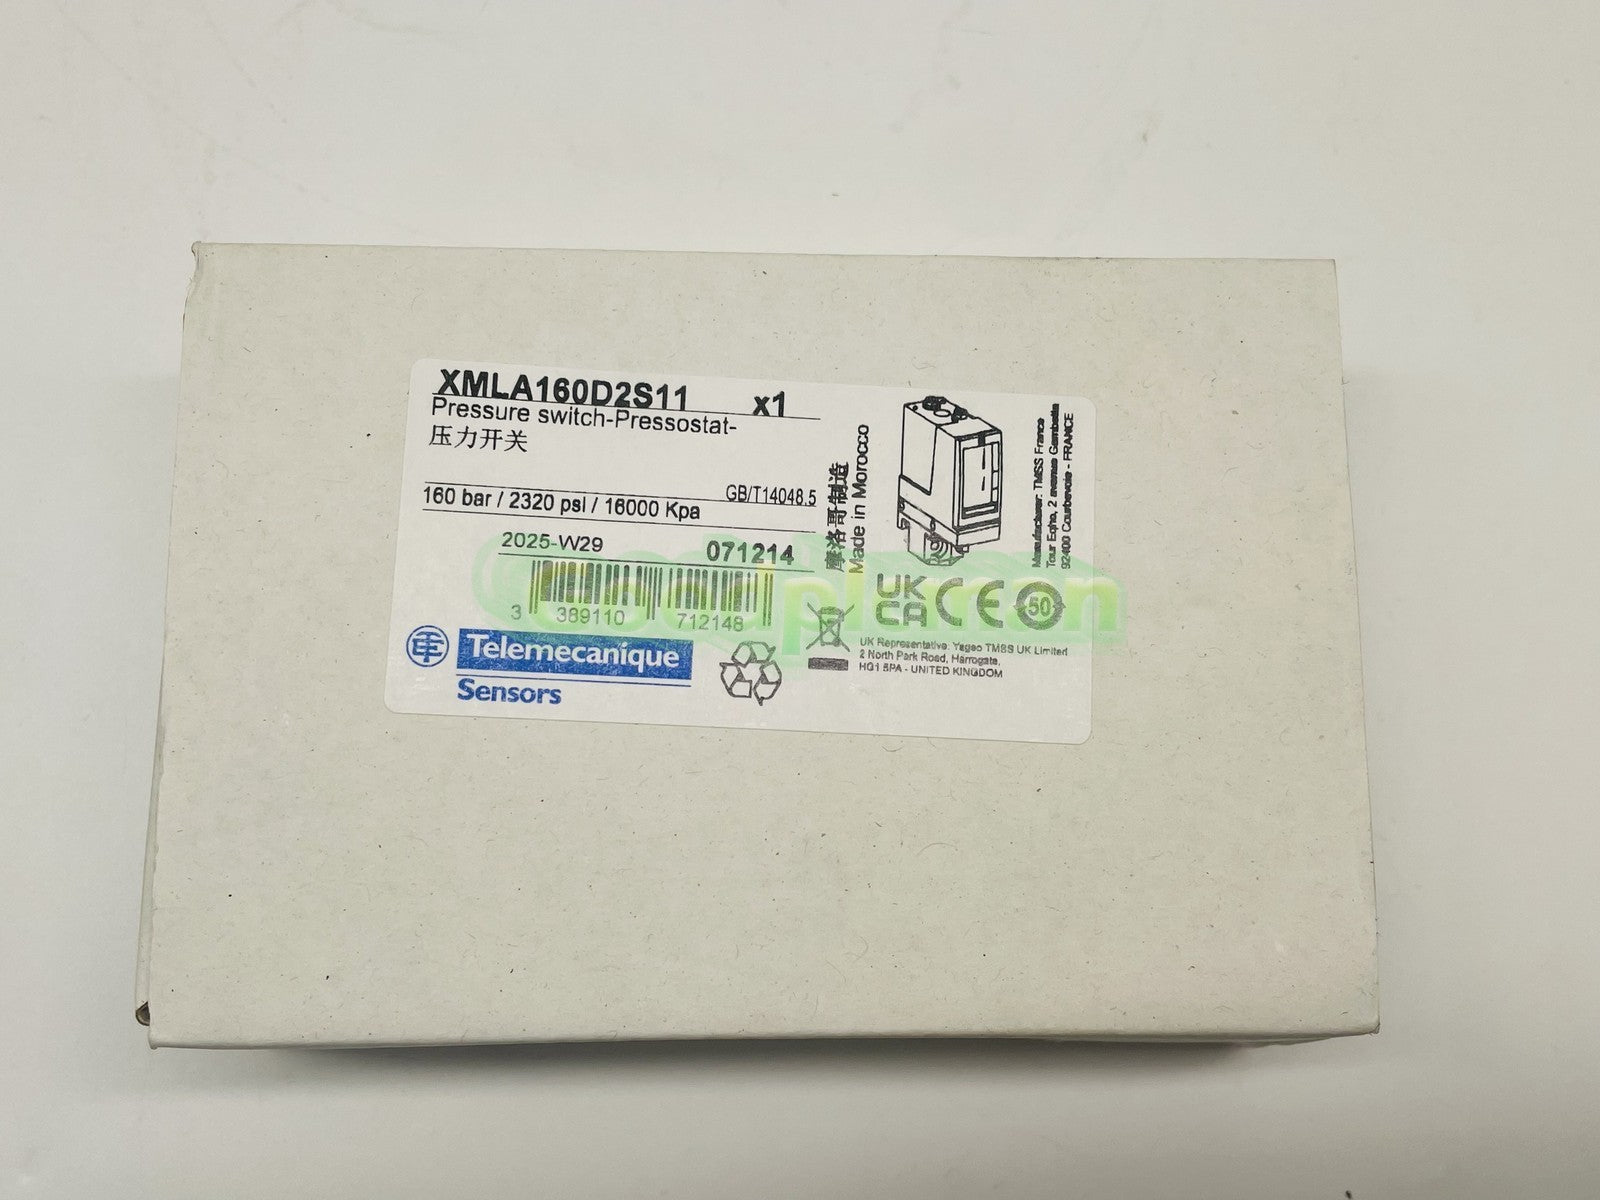 XMLA160D2S11 x1
Pressure switch-Pressostat-
压力开关
GB/T14048.5
160 bar / 2320 psi / 16000 Kpa
2025-W29 071214
3 389110 712148
Telemecanique
Sensors
摩洛哥制造
Made in Morocco
Manufacturer: TMSS France
Tour Eqho, 2 avenue Gambetta
92400 Courbevoie - FRANCE
UK
CA CE 50
UK Representative: Yageo TMSS UK Limited
2 North Park Road, Harrogate,
HG1 5PA - UNITED KINGDOM